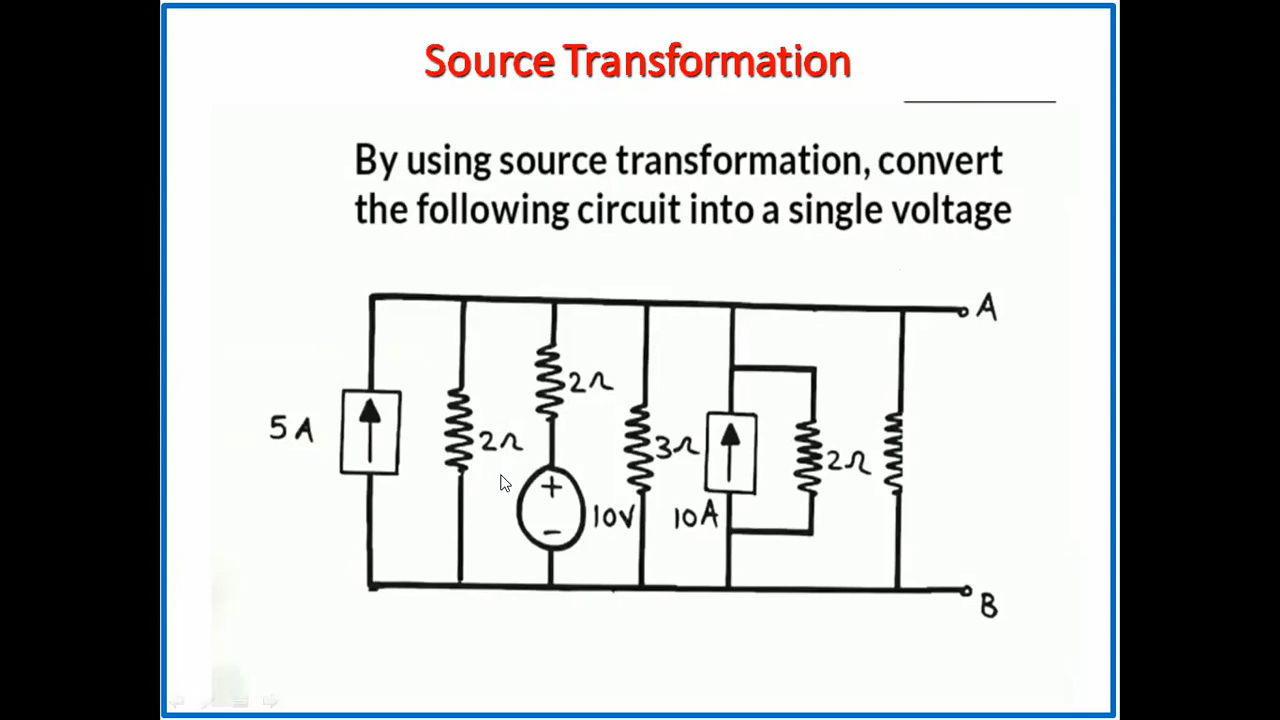 Source Transformation
By using source transformation, convert
the following circuit into a single voltage
A
2Ω
5A
2Ω
+
3Ω
2Ω
10V
10A
−
B